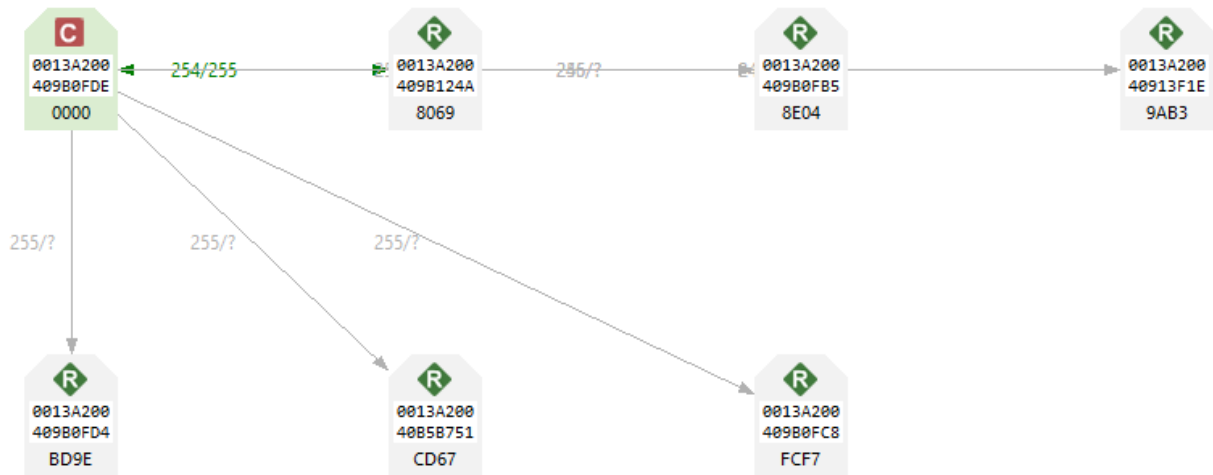 C
R
R
R
0013A200
409B0FDE
0000
254/255
0013A200
409B124A
8069
0013A200
409B0FB5
8E04
0013A200
40913F1E
9AB3
255/?
255/?
255/?
R
R
R
0013A200
409B0FD4
BD9E
0013A200
40B5B751
CD67
0013A200
409B0FC8
FCF7